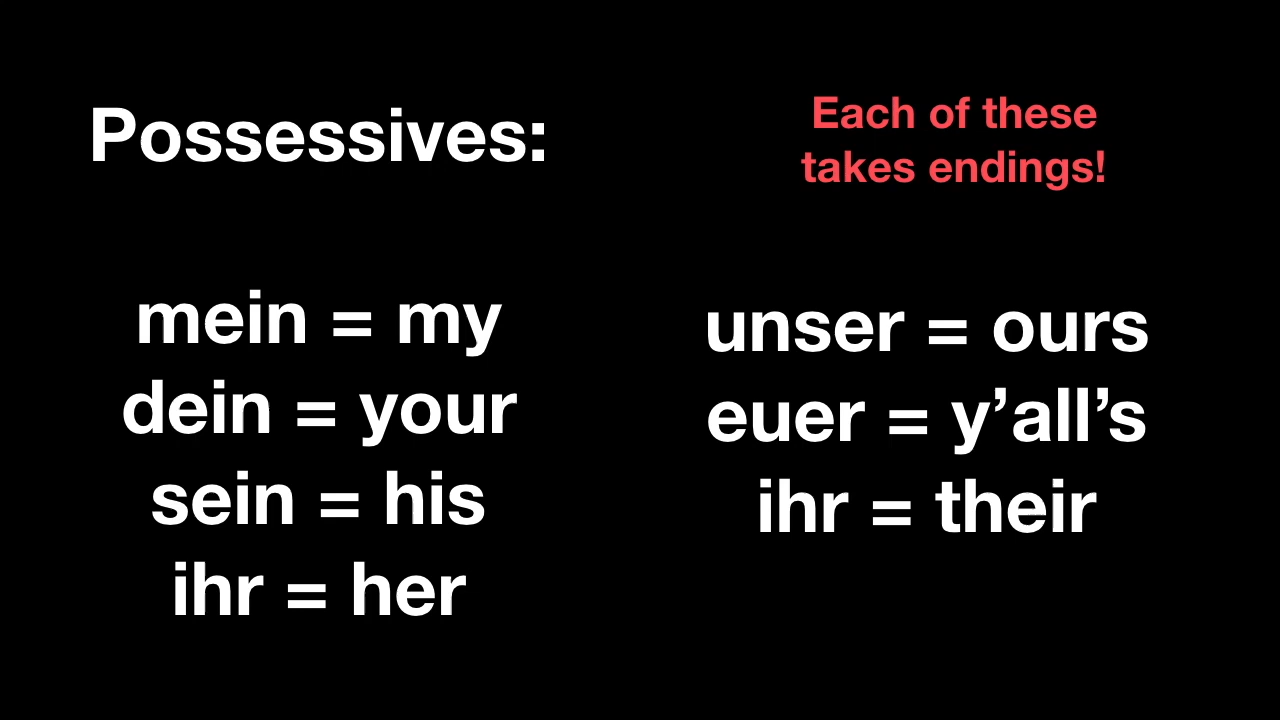 Possessives:
mein = my
dein = your
sein = his
ihr = her
Each of these
takes endings!
unser = ours
euer = y’all’s
ihr = their